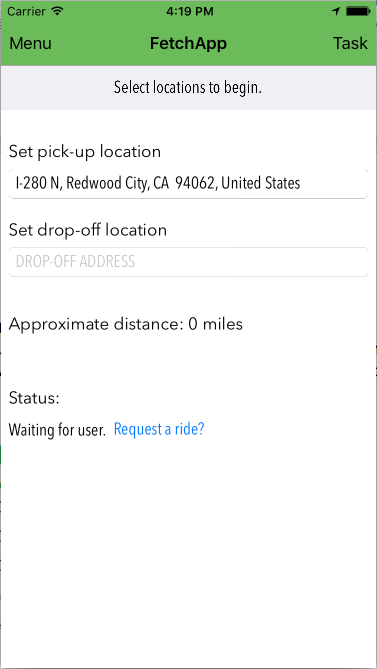 Carrier 4:19 PM
Menu FetchApp Task
Select locations to begin.
Set pick-up location
I-280 N, Redwood City, CA  94062, United States
Set drop-off location
DROP-OFF ADDRESS
Approximate distance: 0 miles
Status:
Waiting for user. Request a ride?